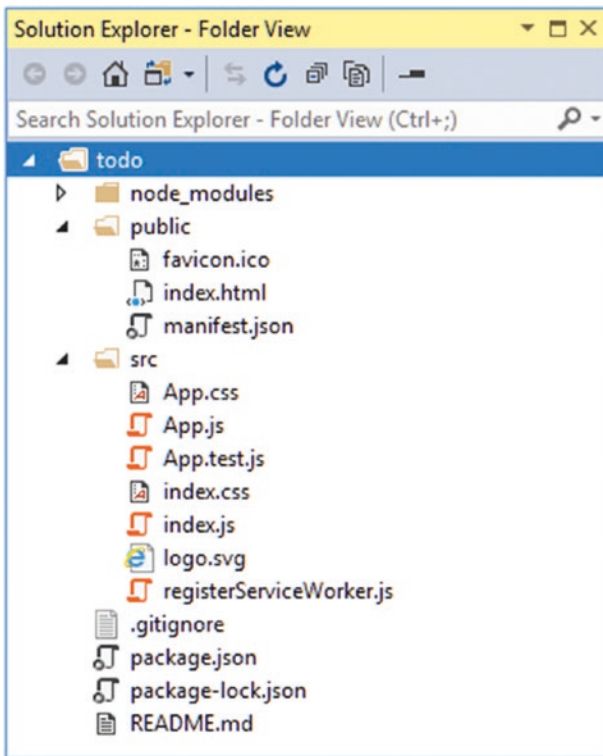 Solution Explorer - Folder View
Search Solution Explorer - Folder View (Ctrl+;)
todo
node_modules
public
favicon.ico
index.html
manifest.json
src
App.css
App.js
App.test.js
index.css
index.js
logo.svg
registerServiceWorker.js
.gitignore
package.json
package-lock.json
README.md